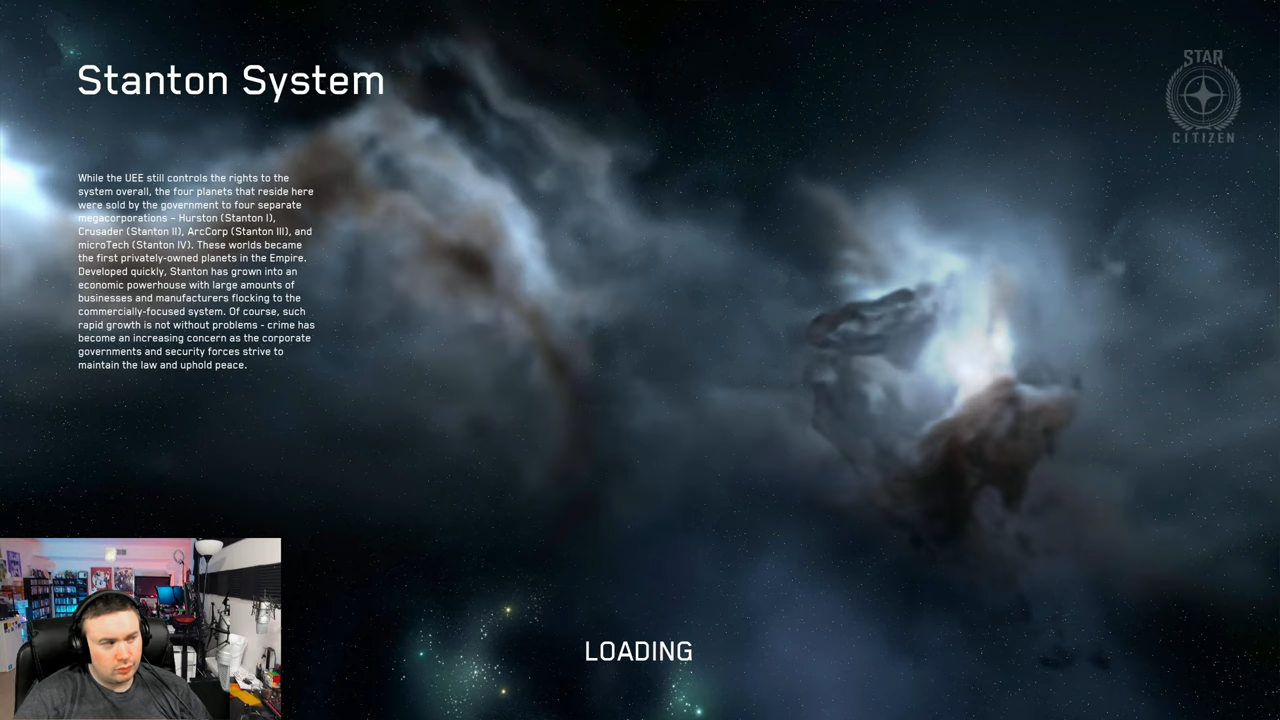 Stanton System
STAR
CITIZEN
While the UEE still controls the rights to the
system overall, the four planets that reside here
were sold by the government to four separate
megacorporations – Hurston (Stanton I),
Crusader (Stanton II), ArcCorp (Stanton III), and
microTech (Stanton IV). These worlds became
the first privately-owned planets in the Empire.
Developed quickly, Stanton has grown into an
economic powerhouse with large amounts of
businesses and manufacturers flocking to the
commercially-focused system. Of course, such
rapid growth is not without problems - crime has
become an increasing concern as the corporate
governments and security forces strive to
maintain the law and uphold peace.
LOADING